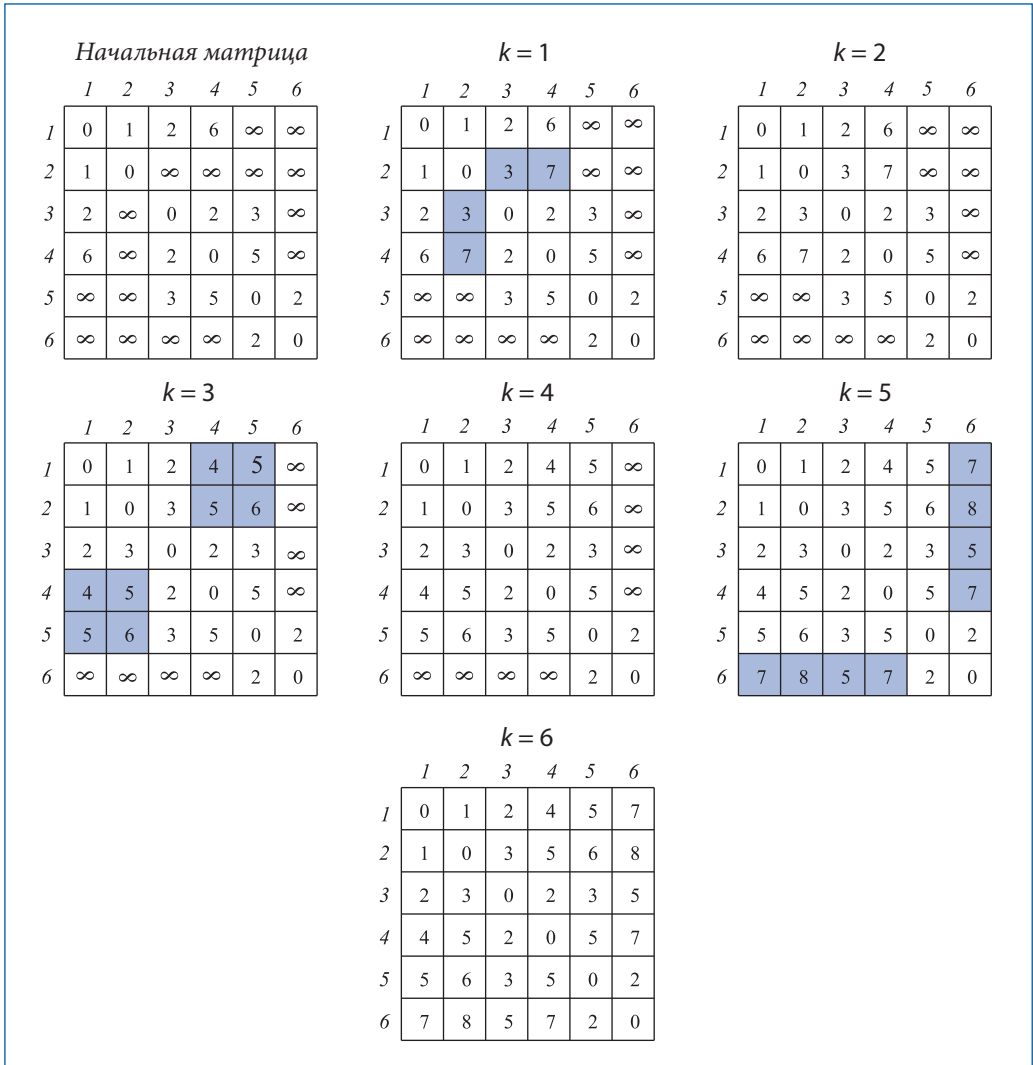 Начальная матрица k = 1 k = 2
1 2 3 4 5 6 1 2 3 4 5 6 1 2 3 4 5 6
1 0 1 2 6 ∞ ∞ 1 0 1 2 6 ∞ ∞ 1 0 1 2 6 ∞ ∞
2 1 0 ∞ ∞ ∞ ∞ 2 1 0 3 7 ∞ ∞ 2 1 0 3 7 ∞ ∞
3 2 ∞ 0 2 3 ∞ 3 2 3 0 2 3 ∞ 3 2 3 0 2 3 ∞
4 6 ∞ 2 0 5 ∞ 4 6 7 2 0 5 ∞ 4 6 7 2 0 5 ∞
5 ∞ ∞ 3 5 0 2 5 ∞ ∞ 3 5 0 2 5 ∞ ∞ 3 5 0 2
6 ∞ ∞ ∞ ∞ 2 0 6 ∞ ∞ ∞ ∞ 2 0 6 ∞ ∞ ∞ ∞ 2 0
k = 3 k = 4 k = 5
1 2 3 4 5 6 1 2 3 4 5 6 1 2 3 4 5 6
1 0 1 2 4 5 ∞ 1 0 1 2 4 5 ∞ 1 0 1 2 4 5 7
2 1 0 3 5 6 ∞ 2 1 0 3 5 6 ∞ 2 1 0 3 5 6 8
3 2 3 0 2 3 ∞ 3 2 3 0 2 3 ∞ 3 2 3 0 2 3 5
4 4 5 2 0 5 ∞ 4 4 5 2 0 5 ∞ 4 4 5 2 0 5 7
5 5 6 3 5 0 2 5 5 6 3 5 0 2 5 5 6 3 5 0 2
6 ∞ ∞ ∞ ∞ 2 0 6 ∞ ∞ ∞ ∞ 2 0 6 7 8 5 7 2 0
k = 6
1 2 3 4 5 6
1 0 1 2 4 5 7
2 1 0 3 5 6 8
3 2 3 0 2 3 5
4 4 5 2 0 5 7
5 5 6 3 5 0 2
6 7 8 5 7 2 0